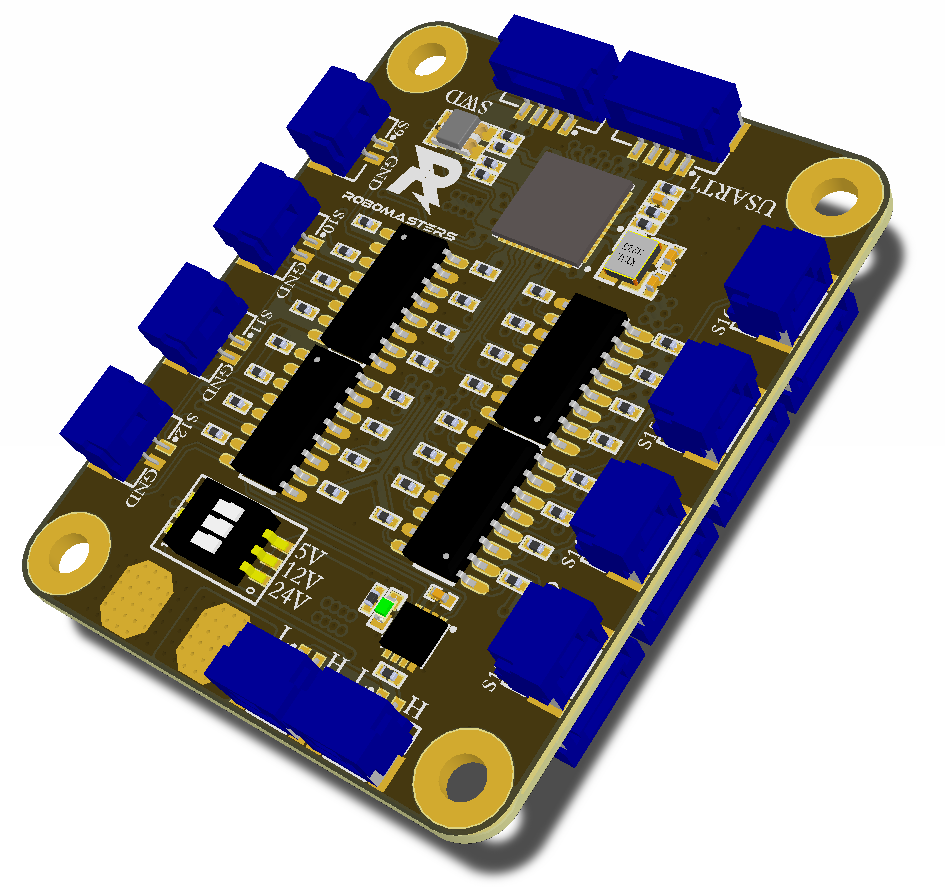 SWD
USART1
S9
GND
ROBOMASTERS
S10
GND
S11
GND
S12
GND
5V
12V
24V
L
H
L
H